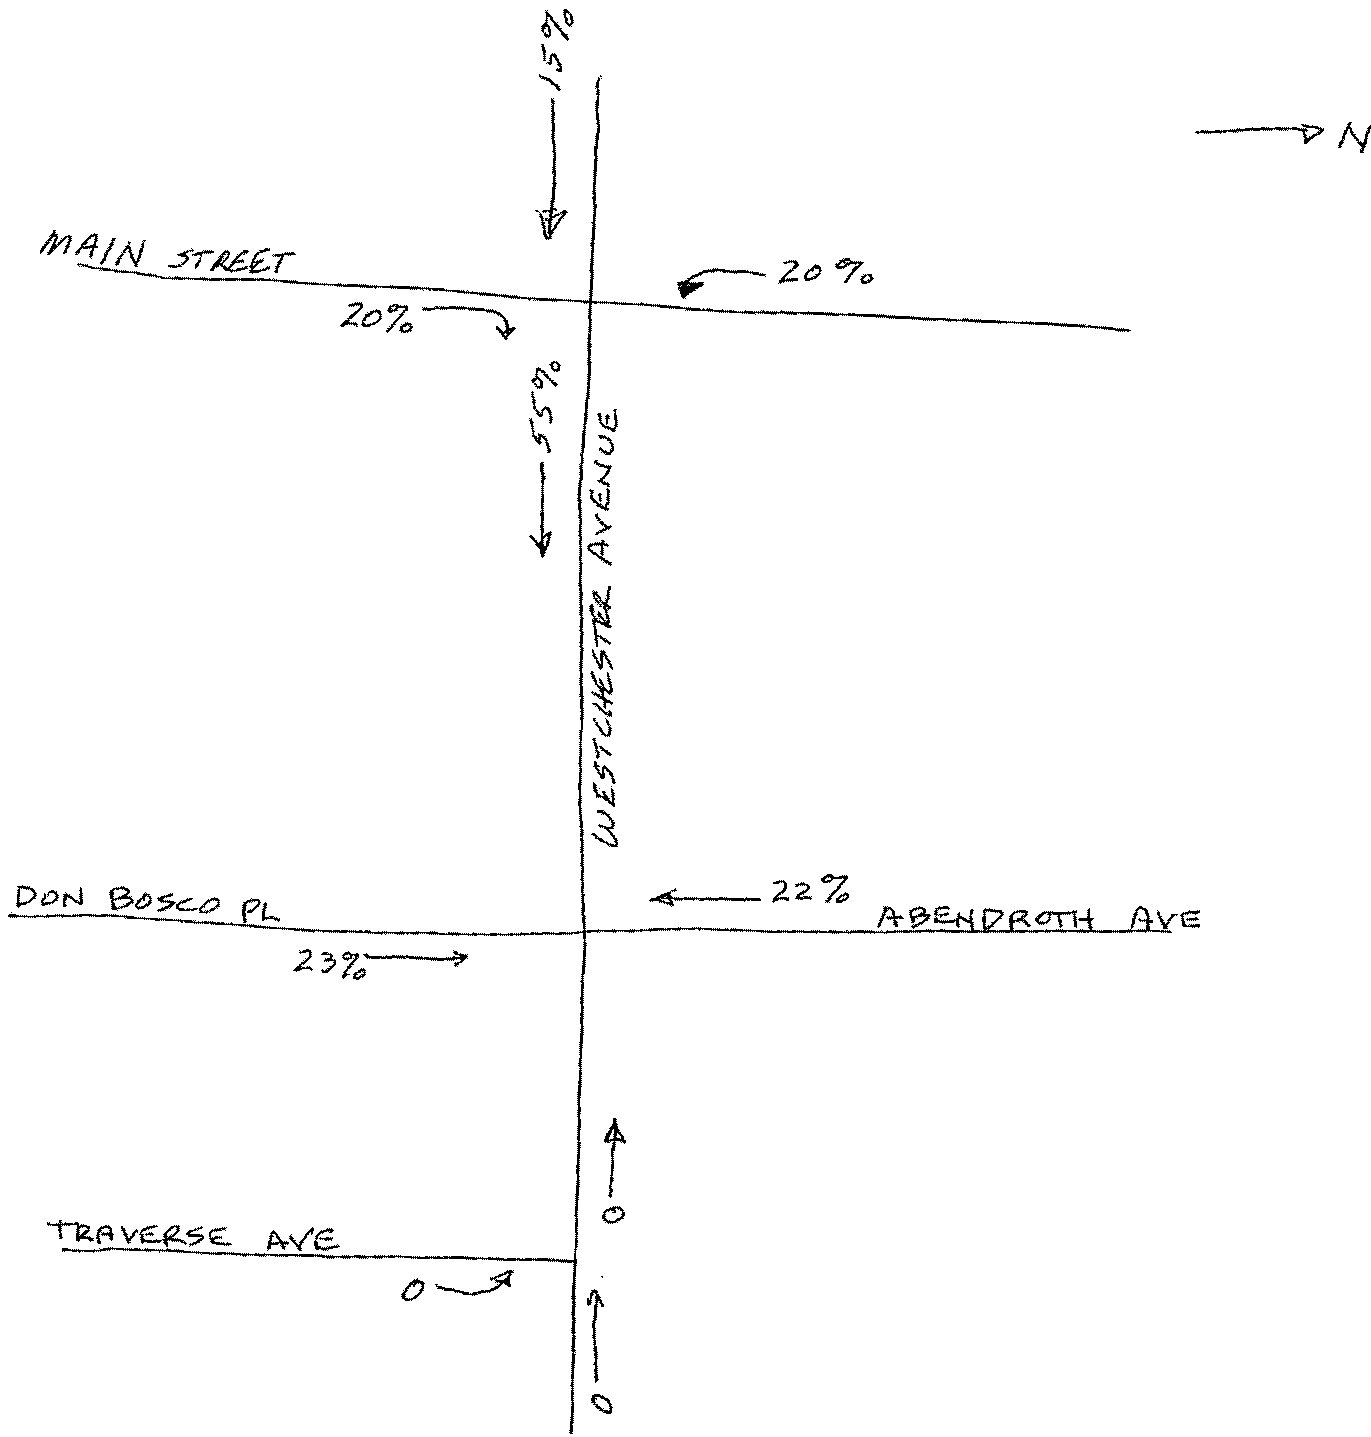 15%
N
MAIN STREET
20%
20%
55%
WESTCHESTER AVENUE
DON BOSCO PL
22%
ABENDROTH AVE
23%
0
TRAVERSE AVE
0
0